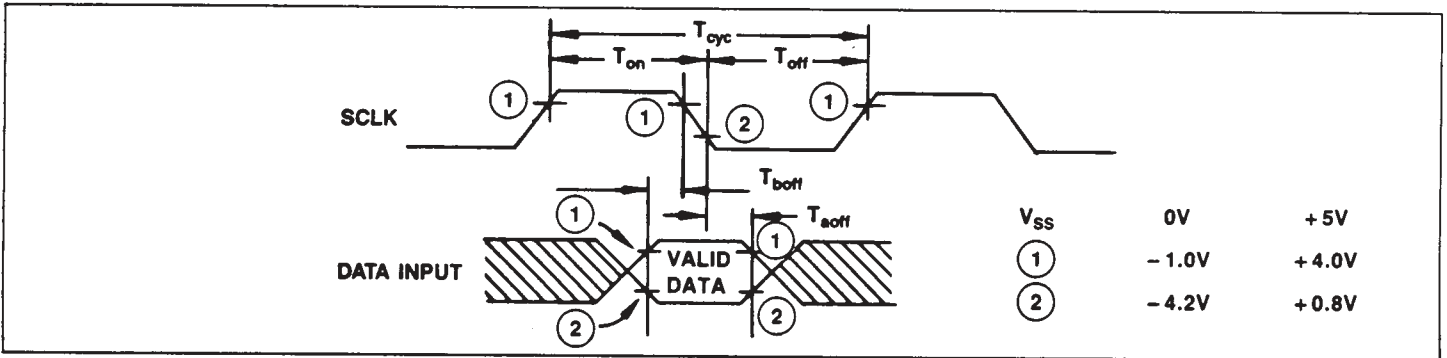 Tcyc
Ton Toff
1 1 2 1
SCLK
Tboff
Taoff
1 1
VALID
DATA
DATA INPUT
2 2
VSS 0V +5V
1 −1.0V +4.0V
2 −4.2V +0.8V